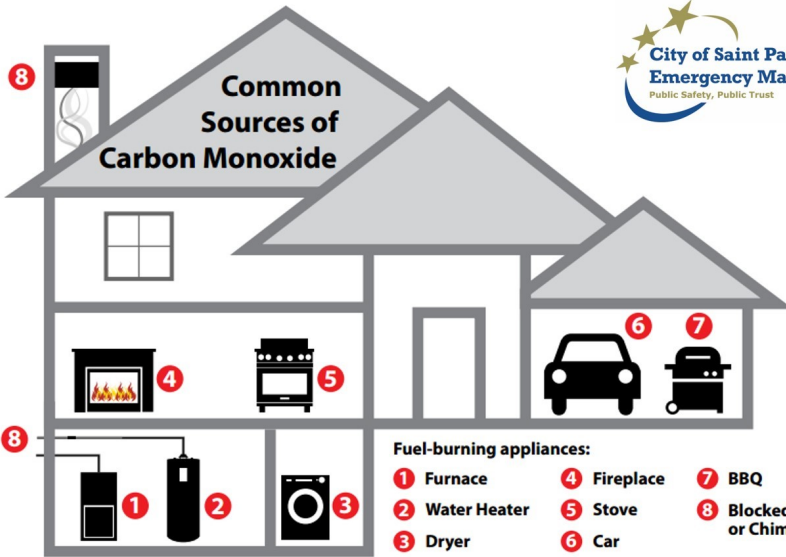 8
Common
Sources of
Carbon Monoxide
City of Saint Pa
Emergency Ma
Public Safety, Public Trust
6
7
4
5
8
1
2
3
Fuel-burning appliances:
1 Furnace
2 Water Heater
3 Dryer
4 Fireplace
5 Stove
6 Car
7 BBQ
8 Blocked
or Chim